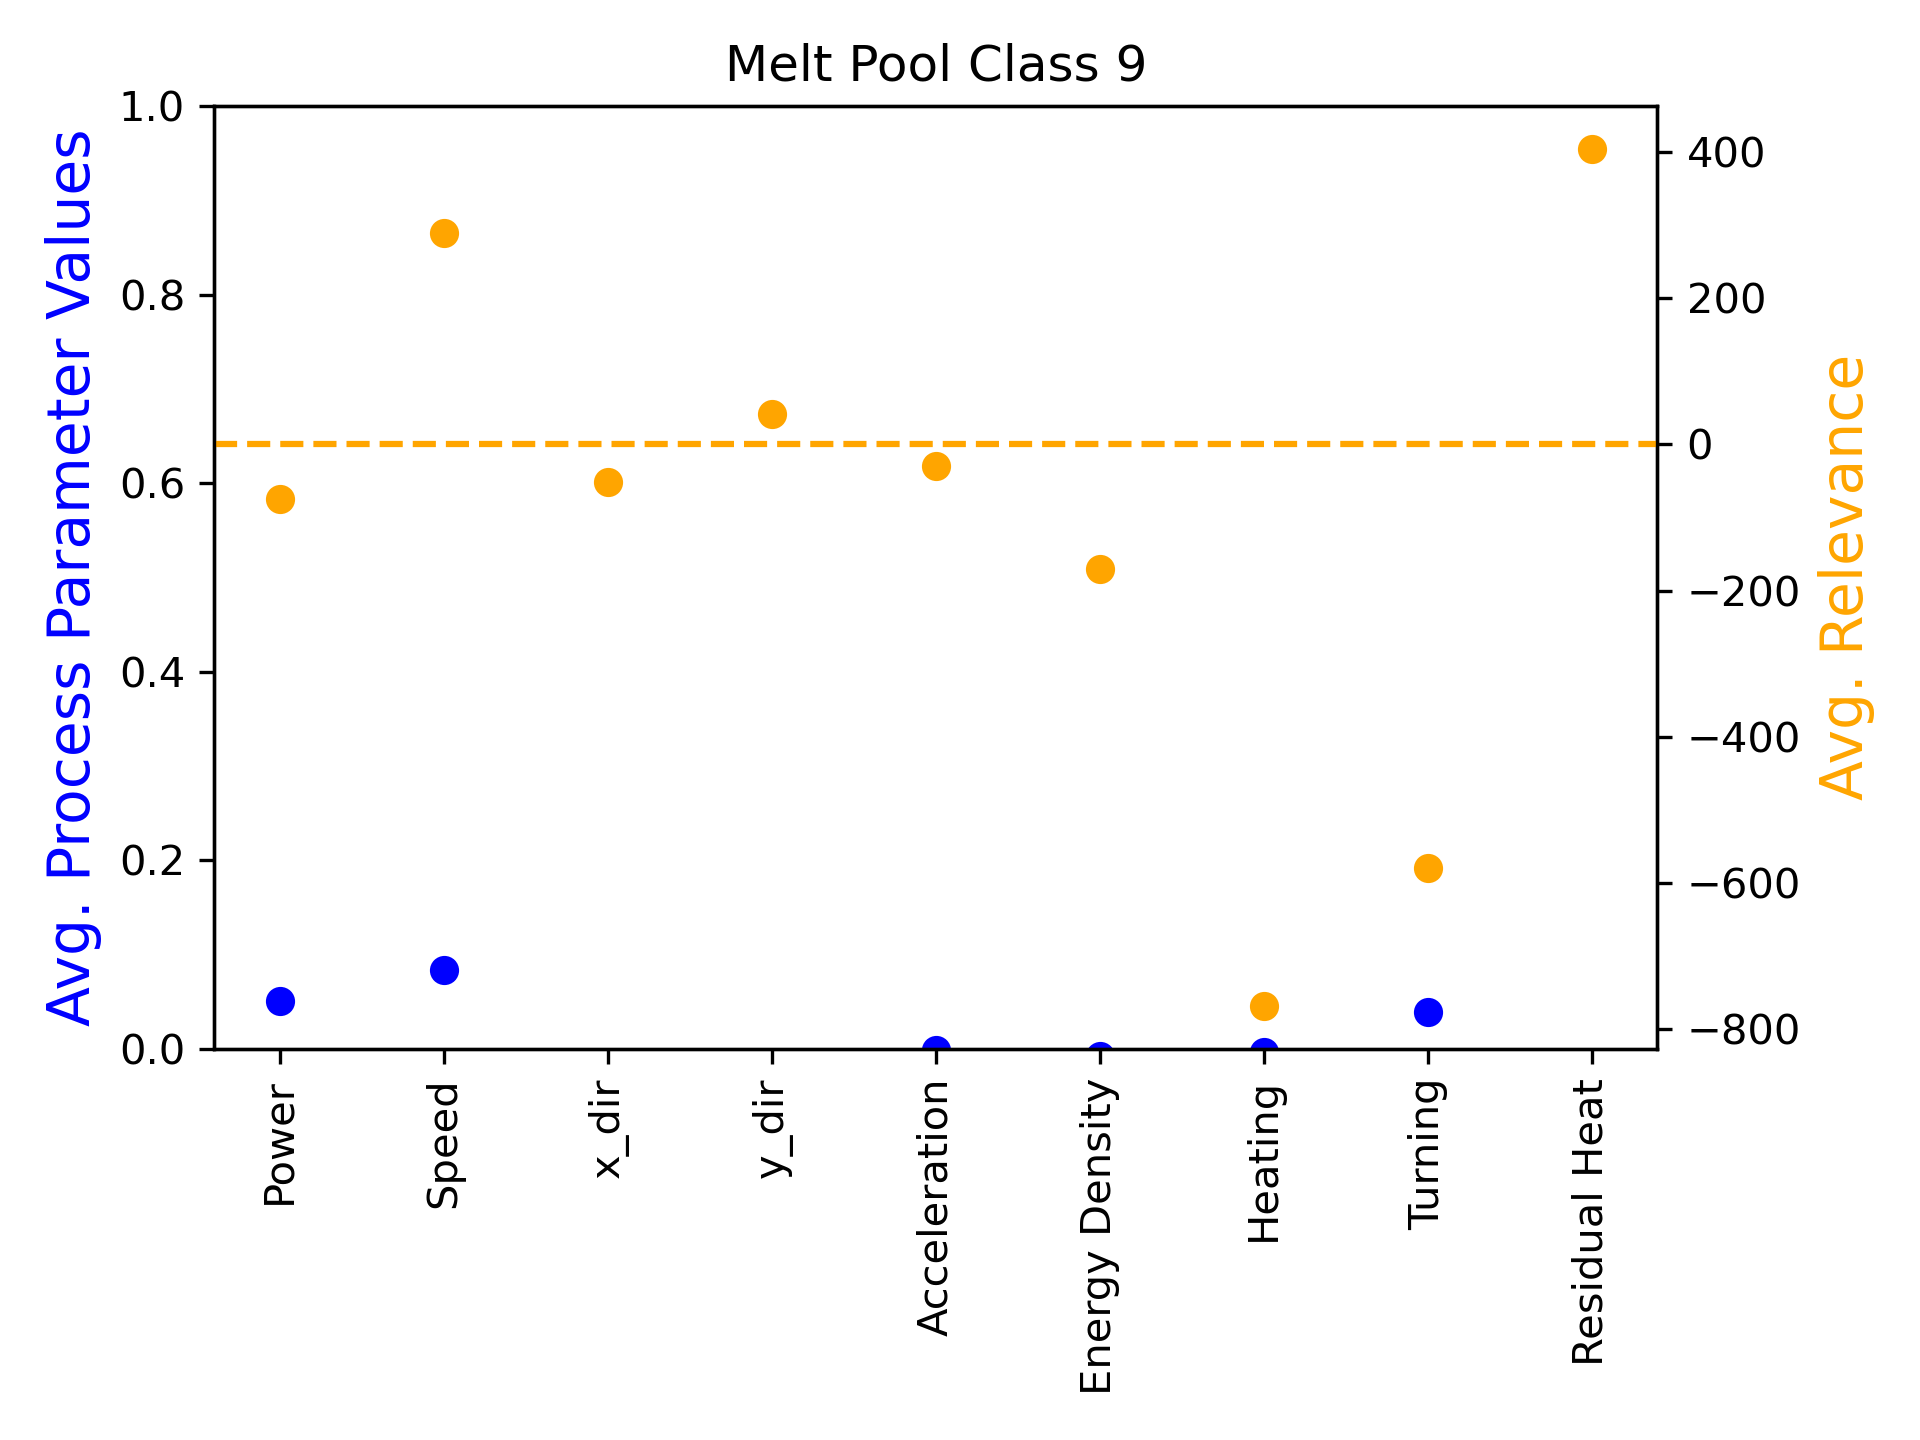 Melt Pool Class 9
Avg. Process Parameter Values
1.0
0.8
0.6
0.4
0.2
0.0
400
200
0
−200
−400
−600
−800
Avg. Relevance
Power
Speed
x_dir
y_dir
Acceleration
Energy Density
Heating
Turning
Residual Heat